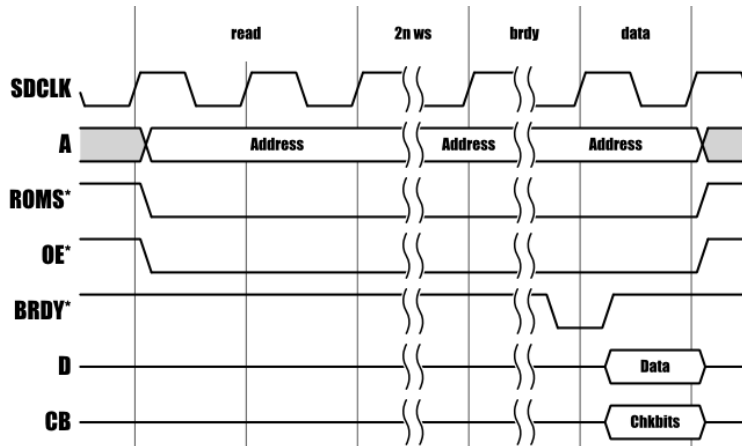 read 2n ws brdy data
SDCLK
A Address Address Address
ROMS*
OE*
BRDY*
D Data
CB Chkbits